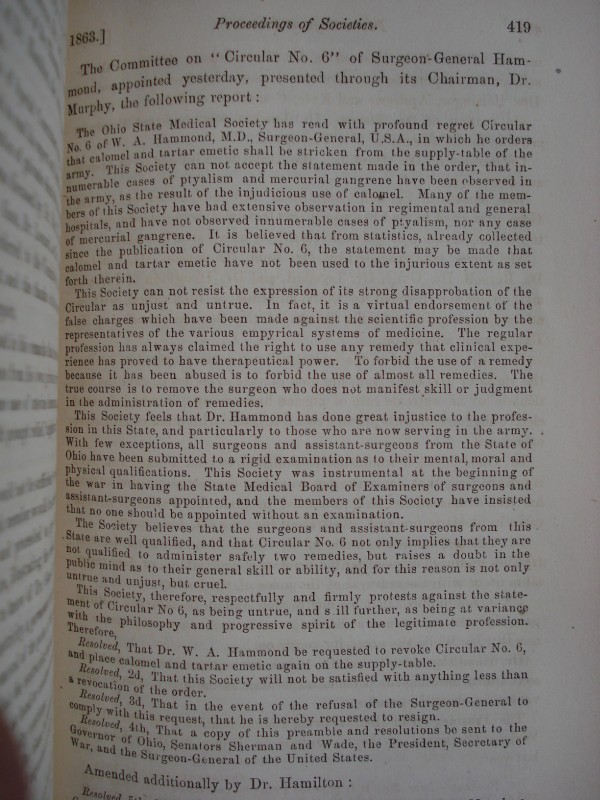 1863.] Proceedings of Societies. 419
The Committee on "Circular No. 6" of Surgeon-General Ham-
mond, appointed yesterday, presented through its Chairman, Dr.
Murphy, the following report:
The Ohio State Medical Society has read with profound regret Circular
No. 6 of W. A. Hammond, M.D., Surgeon-General, U.S.A., in which he orders
that calomel and tartar emetic shall be stricken from the supply-table of the
army. This Society can not accept the statement made in the order, that in-
numerable cases of ptyalism and mercurial gangrene have been observed in
the army, as the result of the injudicious use of calomel. Many of the mem-
bers of this Society have had extensive observation in regimental and general
hospitals, and have not observed innumerable cases of ptyalism, nor any case
of mercurial gangrene. It is believed that from statistics, already collected
since the publication of Circular No. 6, the statement may be made that
calomel and tartar emetic have not been used to the injurious extent as set
forth therein.
This Society can not resist the expression of its strong disapprobation of the
Circular as unjust and untrue. In fact, it is a virtual endorsement of the
false charges which have been made against the scientific profession by the
representatives of the various empyrical systems of medicine. The regular
profession has always claimed the right to use any remedy that clinical expe-
rience has proved to have therapeutical power. To forbid the use of a remedy
because it has been abused is to forbid the use of almost all remedies. The
true course is to remove the surgeon who does not manifest skill or judgment
in the administration of remedies.
This Society feels that Dr. Hammond has done great injustice to the profes-
sion in this State, and particularly to those who are now serving in the army.
With few exceptions, all surgeons and assistant-surgeons from the State of
Ohio have been submitted to a rigid examination as to their mental, moral and
physical qualifications. This Society was instrumental at the beginning of
the war in having the State Medical Board of Examiners of surgeons and
assistant-surgeons appointed, and the members of this Society have insisted
that no one should be appointed without an examination.
The Society believes that the surgeons and assistant-surgeons from this
State are well qualified, and that Circular No. 6 not only implies that they are
not qualified to administer safely two remedies, but raises a doubt in the
public mind as to their general skill or ability, and for this reason is not only
untrue and unjust, but cruel.
This Society, therefore, respectfully and firmly protests against the state-
ment of Circular No 6, as being untrue, and s ill further, as being at variance
with the philosophy and progressive spirit of the legitimate profession.
Therefore,
Resolved, That Dr. W. A. Hammond be requested to revoke Circular No. 6,
and place calomel and tartar emetic again on the supply-table.
Resolved, 2d, That this Society will not be satisfied with anything less than
a revocation of the order.
Resolved, 3d, That in the event of the refusal of the Surgeon-General to
comply with this request, that he is hereby requested to resign.
Resolved, 4th, That a copy of this preamble and resolutions be sent to the
Governor of Ohio, Senators Sherman and Wade, the President, Secretary of
War, and the Surgeon-General of the United States.
Amended additionally by Dr. Hamilton: